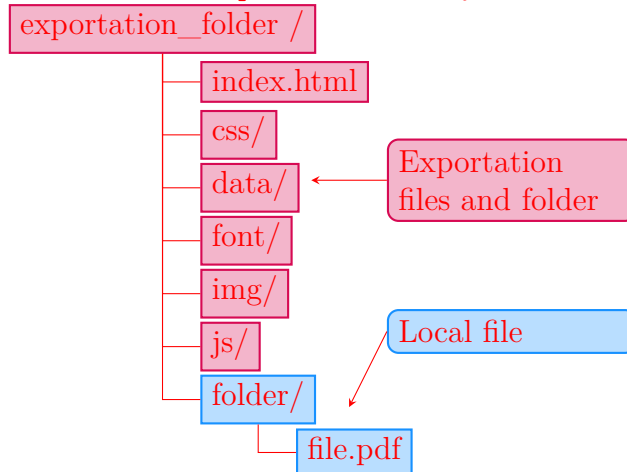 exportation_folder /
index.html
css/
data/
Exportation
files and folder
font/
img/
js/
Local file
folder/
file.pdf